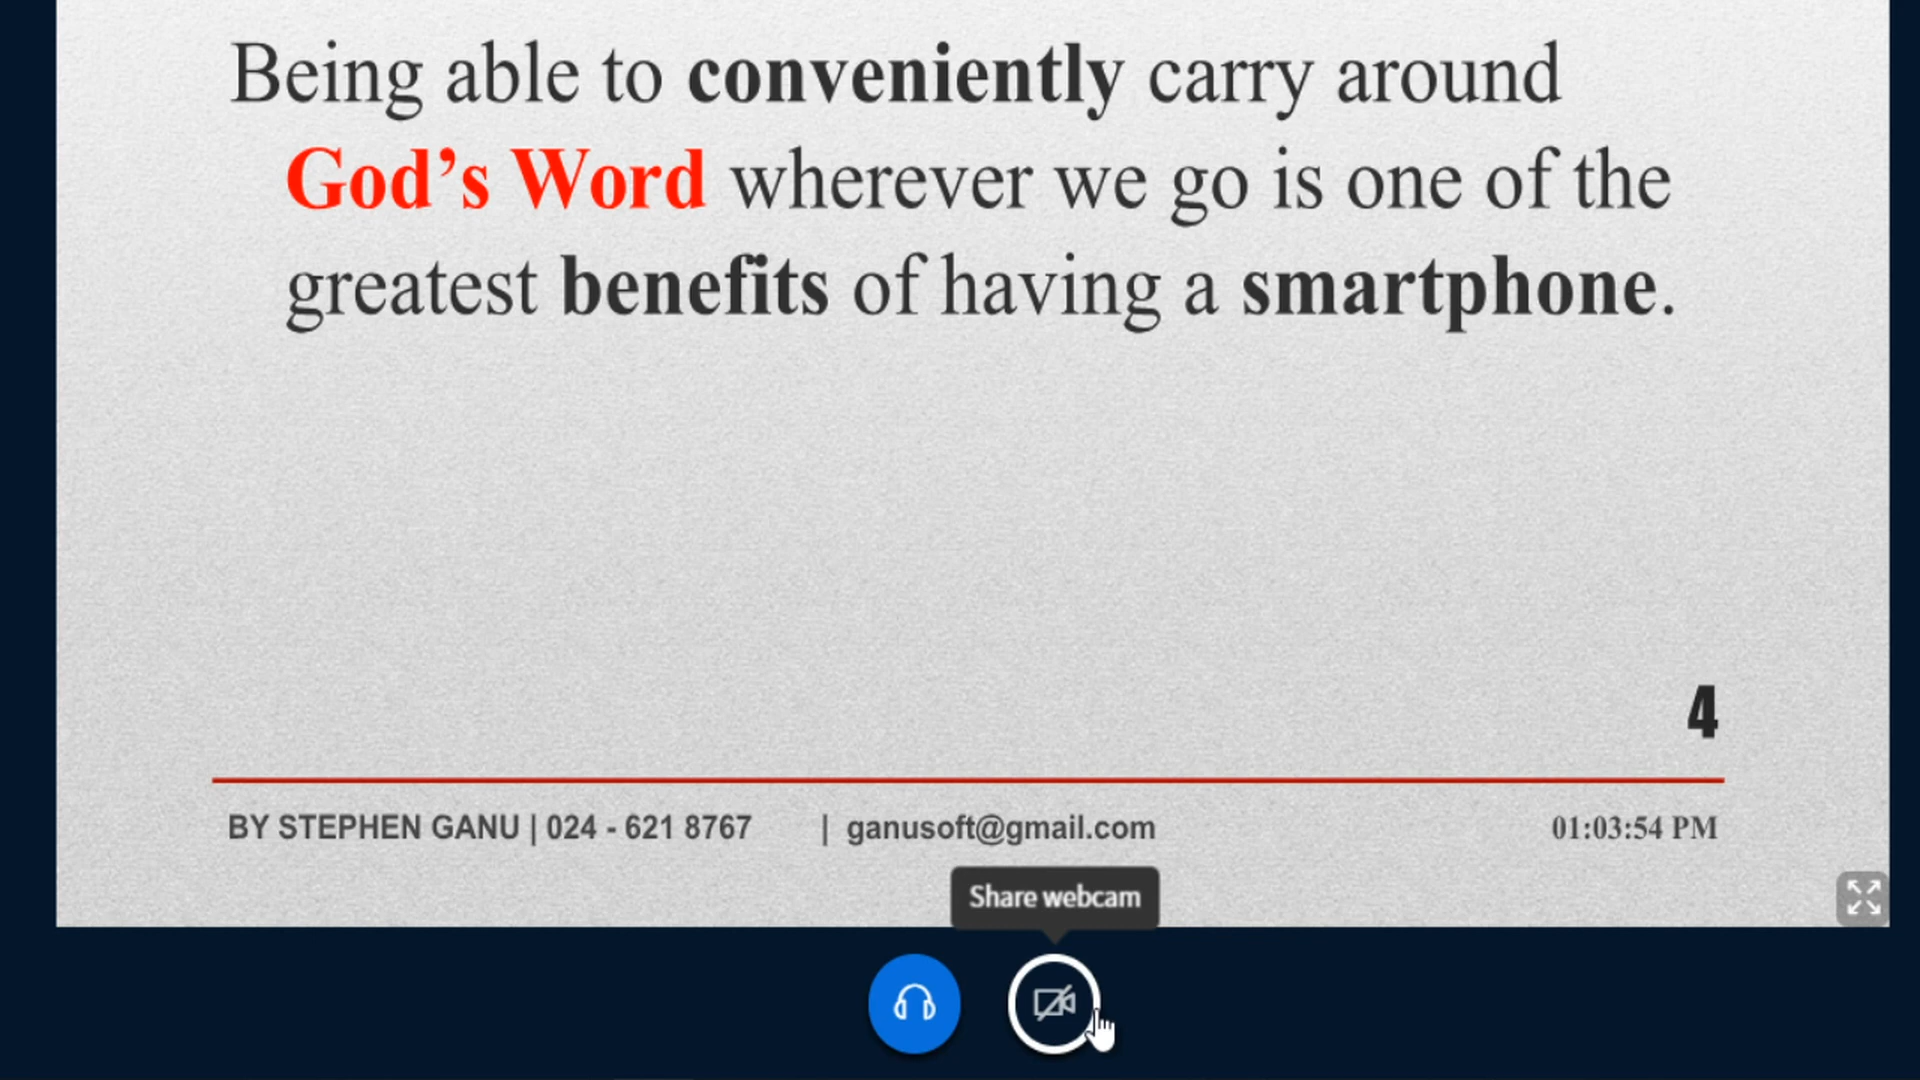 Being able to conveniently carry around
God’s Word wherever we go is one of the
greatest benefits of having a smartphone.
4
BY STEPHEN GANU | 024 - 621 8767 | ganusoft@gmail.com
01:03:54 PM
Share webcam